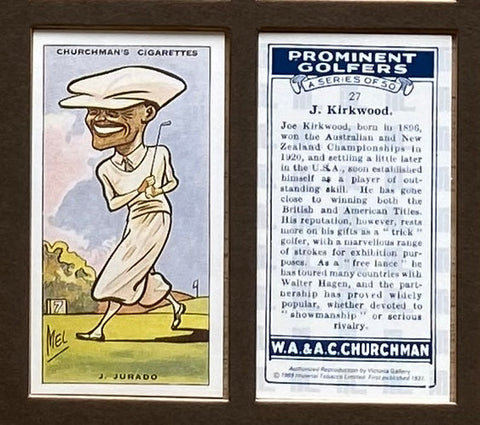 CHURCHMAN'S CIGARETTES
7
MEL
J. JURADO
PROMINENT
GOLFERS
A SERIES OF 50
27
J. Kirkwood.
Joe Kirkwood, born in 1896,
won the Australian and New
Zealand Championships in
1920, and settling a little later
in the U.S.A., soon established
himself as a player of out-
standing skill. He has gone
close to winning both the
British and American Titles.
His reputation, however, rests
more on his gifts as a "trick"
golfer, with a marvellous range
of strokes for exhibition pur-
poses. As a "free lance" he
has toured many countries with
Walter Hagen, and the part-
nership has proved widely
popular, whether devoted to
"showmanship" or serious
rivalry.
W.A.& A.C. CHURCHMAN
Authorized Reproduction by Victoria Gallery
Imperial Tobacco Limited. First published 1931.